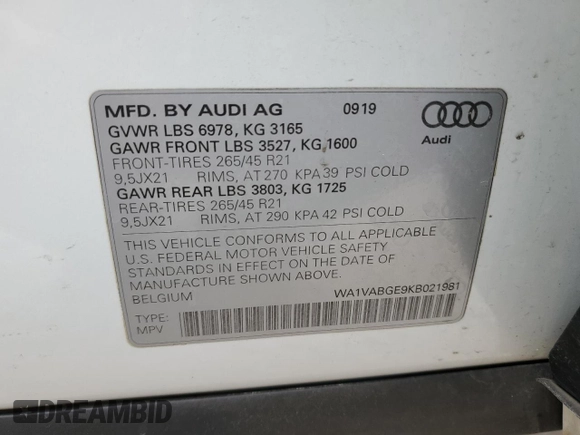 MFD. BY AUDI AG 0919
GVWR LBS 6978, KG 3165
GAWR FRONT LBS 3527, KG 1600
FRONT-TIRES 265/45 R21
9,5JX21 RIMS, AT 270 KPA 39 PSI COLD
GAWR REAR LBS 3803, KG 1725
REAR-TIRES 265/45 R21
9,5JX21 RIMS, AT 290 KPA 42 PSI COLD
Audi
THIS VEHICLE CONFORMS TO ALL APPLICABLE
U.S. FEDERAL MOTOR VEHICLE SAFETY
STANDARDS IN EFFECT ON THE DATE OF
MANUFACTURE SHOWN ABOVE.
BELGIUM WA1VABGE9KB021981
TYPE:
MPV
DREAMBID